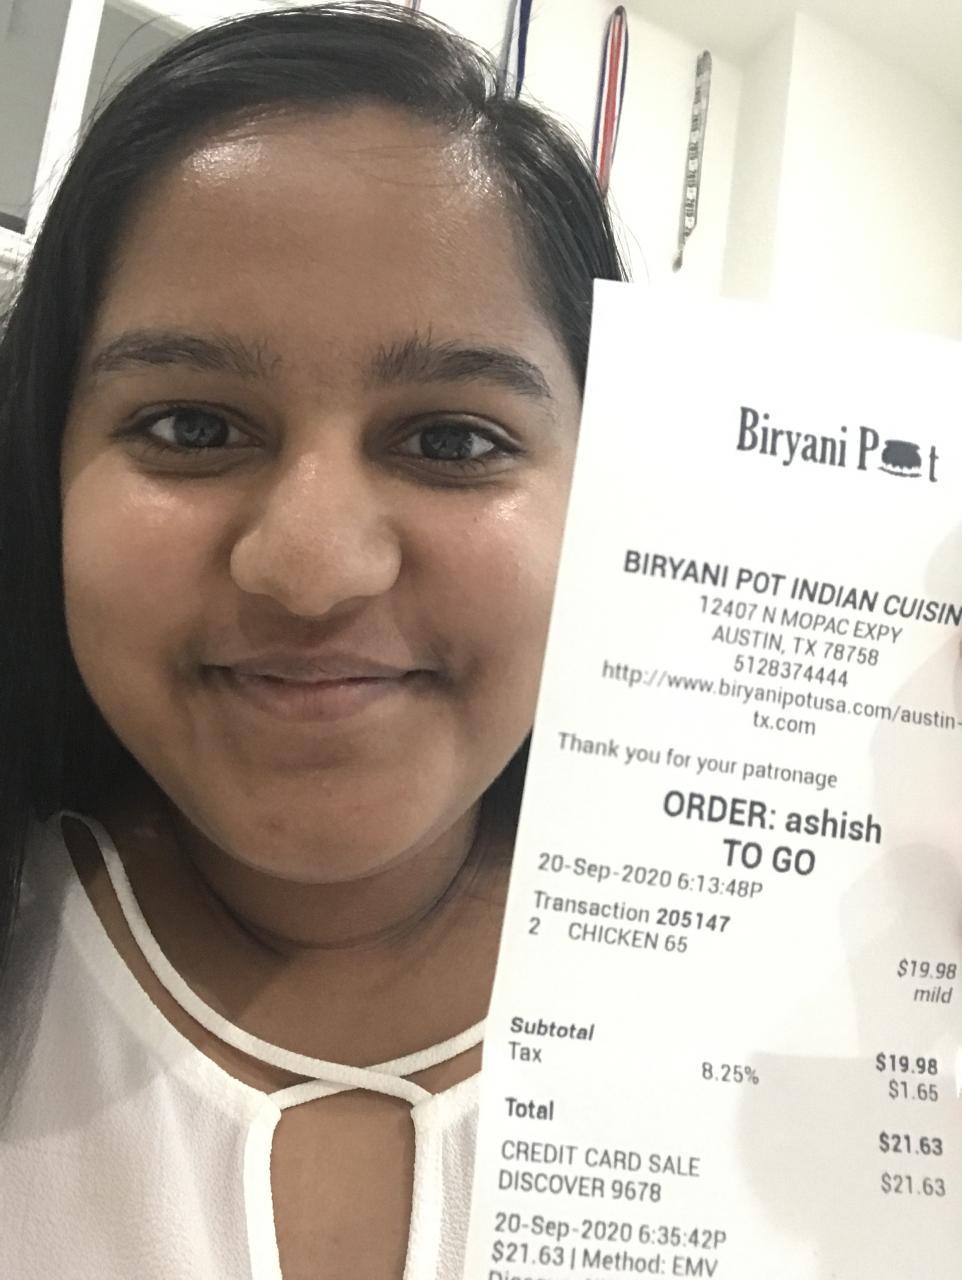 Biryani Pot
BIRYANI POT INDIAN CUISIN
12407 N MOPAC EXPY
AUSTIN, TX 78758
5128374444
http://www.biryanipotusa.com/austin-
tx.com
Thank you for your patronage
ORDER: ashish
TO GO
20-Sep-2020 6:13:48P
Transaction 205147
2 CHICKEN 65
$19.98
mild
Subtotal $19.98
Tax 8.25% $1.65
Total $21.63
CREDIT CARD SALE $21.63
DISCOVER 9678
20-Sep-2020 6:35:42P
$21.63 | Method: EMV